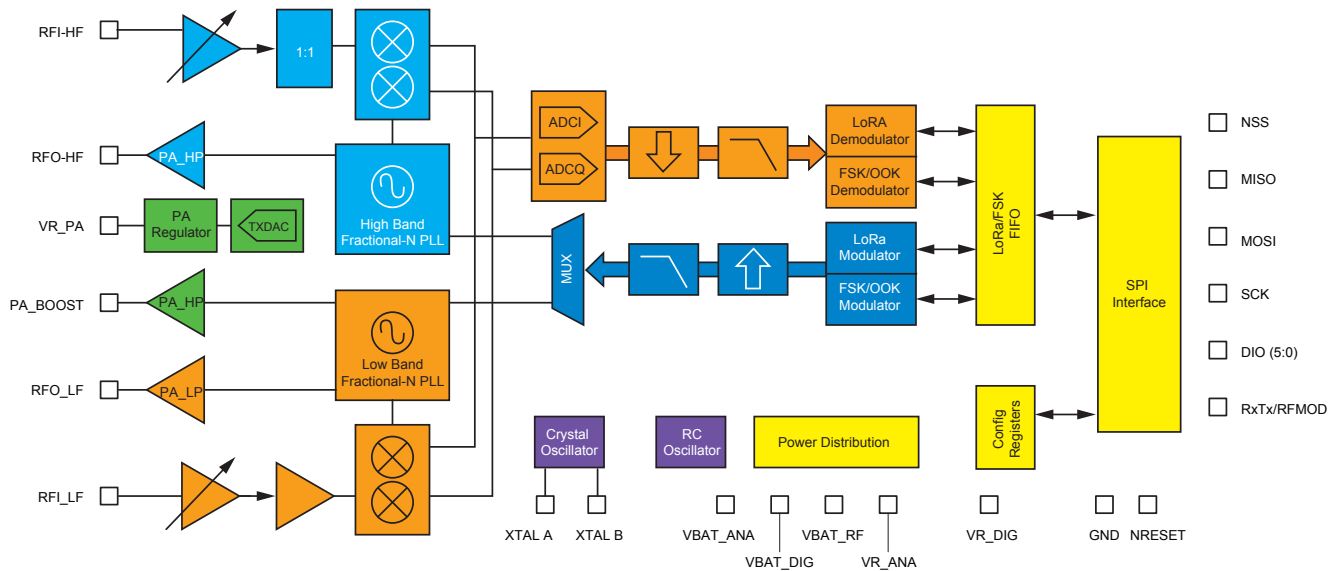 RFI-HF
1:1
RFO-HF
PA_HP
High Band
Fractional-N PLL
VR_PA
PA
Regulator
TXDAC
PA_BOOST
PA_HP
Low Band
Fractional-N PLL
RFO_LF
PA_LP
RFI_LF
ADCI
ADCQ
LoRA
Demodulator
FSK/OOK
Demodulator
MUX
LoRa
Modulator
FSK/OOK
Modulator
LoRa/FSK
FIFO
SPI
Interface
Config
Registers
NSS
MISO
MOSI
SCK
DIO (5:0)
RxTx/RFMOD
Crystal
Oscillator
RC
Oscillator
Power Distribution
XTAL A
XTAL B
VBAT_ANA
VBAT_DIG
VBAT_RF
VR_ANA
VR_DIG
GND
NRESET